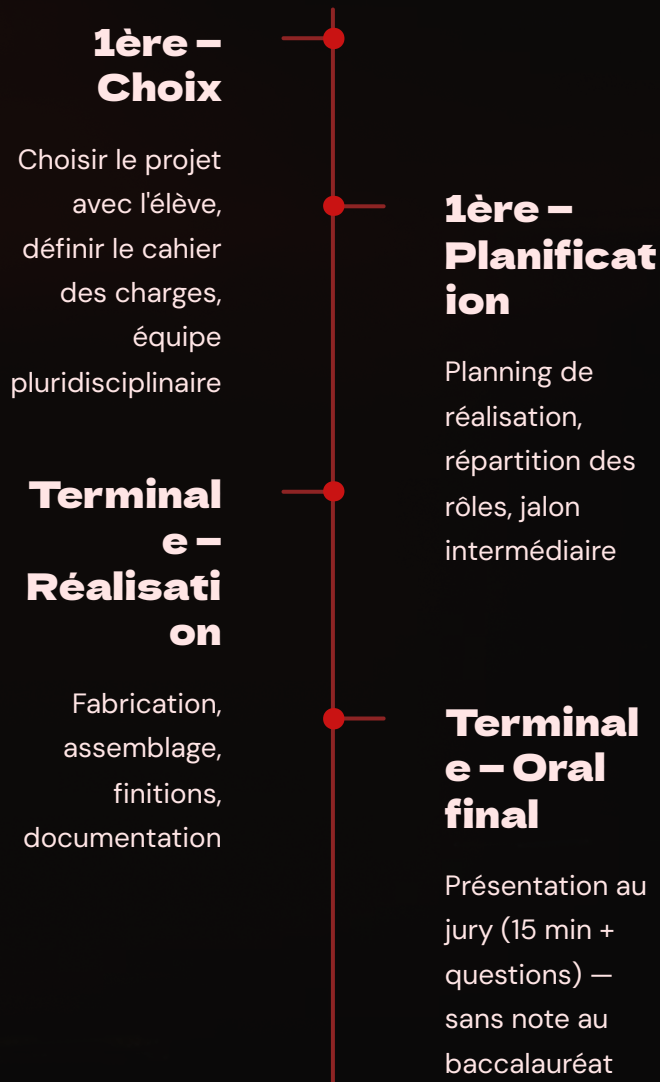 1ère –
Choix
Choisir le projet
avec l'élève,
définir le cahier
des charges,
équipe
pluridisciplinaire
1ère –
Planificat
ion
Planning de
réalisation,
répartition des
rôles, jalon
intermédiaire
Terminal
e –
Réalisati
on
Fabrication,
assemblage,
finitions,
documentation
Terminal
e – Oral
final
Présentation au
jury (15 min +
questions) —
sans note au
baccalauréat